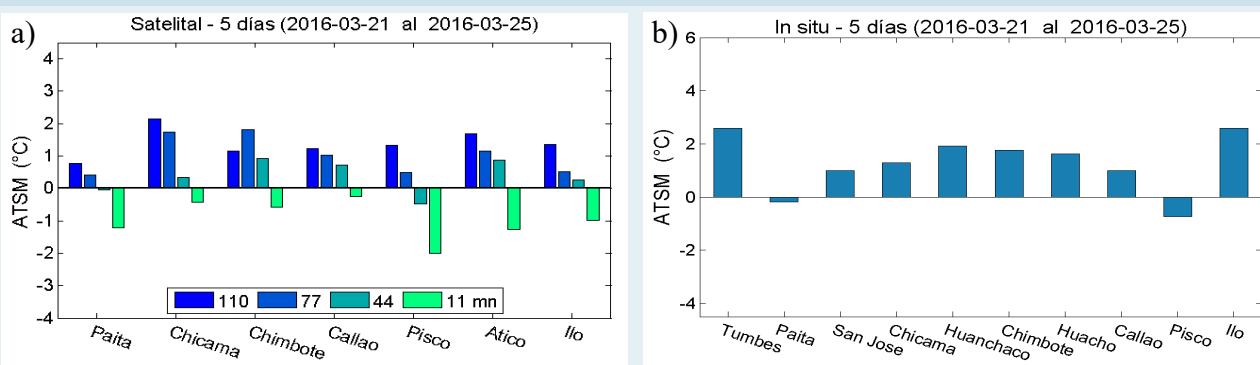 a)
Satelital - 5 días (2016-03-21 al 2016-03-25)
ATSM (°C)
4
3
2
1
0
-1
-2
-3
-4
110 77 44 11 mn
Paita Chicama Chimbote Callao Pisco Atico Ilo
b)
In situ - 5 días (2016-03-21 al 2016-03-25)
ATSM (°C)
6
4
2
0
-2
-4
Tumbes Paita San Jose Chicama Huanchaco Chimbote Huacho Callao Pisco Ilo